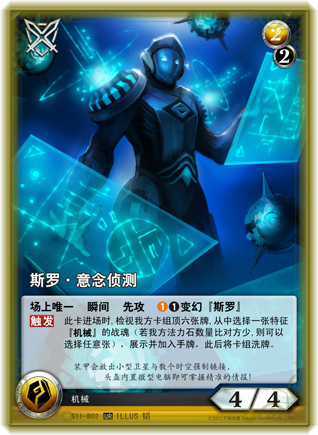 2
2
斯罗·意念侦测
场上唯一 瞬间 先攻 1 1 变幻『斯罗』
触发 此卡进场时,检视我方卡组顶六张牌,从中选择一张特征
『机械』的战魂(若我方法力石数量比对方少,则可以
选择任意张),展示并加入手牌。此后将卡组洗牌。
装甲会放出小型卫星与数个时空强制链接,
头盔内置微型电脑即可掌握精准的情报!
机械
4 / 4
S11-B02 UR ILLUS 韬